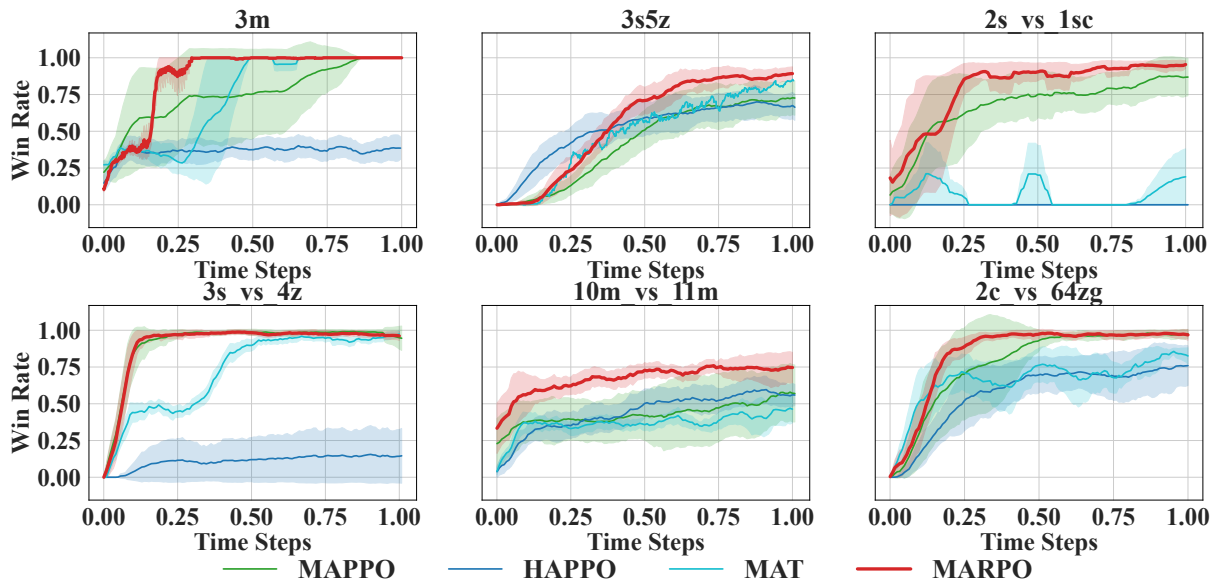 3m 3s5z 2s_vs_1sc
Win Rate
1.00
0.75
0.50
0.25
0.00
0.00 0.25 0.50 0.75 1.00
0.00 0.25 0.50 0.75 1.00
0.00 0.25 0.50 0.75 1.00
Time Steps Time Steps Time Steps
3s_vs_4z 10m_vs_11m 2c_vs_64zg
Win Rate
1.00
0.75
0.50
0.25
0.00
0.00 0.25 0.50 0.75 1.00
0.00 0.25 0.50 0.75 1.00
0.00 0.25 0.50 0.75 1.00
Time Steps Time Steps Time Steps
MAPPO HAPPO MAT MARPO